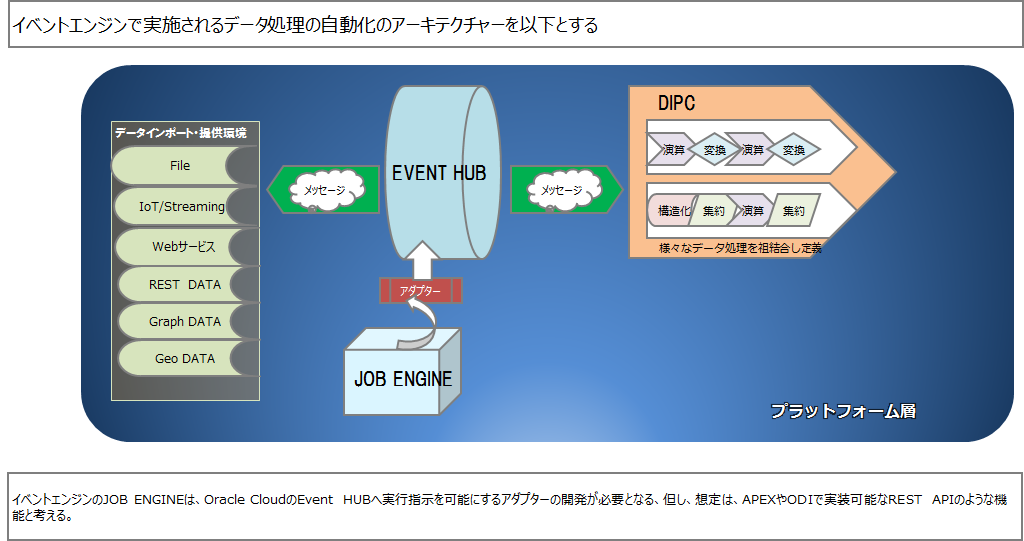 イベントエンジンで実施されるデータ処理の自動化のアーキテクチャーを以下とする
データインポート・提供環境
File
IoT/Streaming
Webサービス
REST DATA
Graph DATA
Geo DATA
メッセージ
EVENT HUB
メッセージ
アダプター
JOB ENGINE
DIPC
演算 変換 演算 変換
構造化 集約 演算 集約
様々なデータ処理を祖結合し定義
プラットフォーム層
イベントエンジンのJOB ENGINEは、Oracle CloudのEvent HUBへ実行指示を可能にするアダプターの開発が必要となる、但し、想定は、APEXやODIで実装可能なREST APIのような機
能と考える。